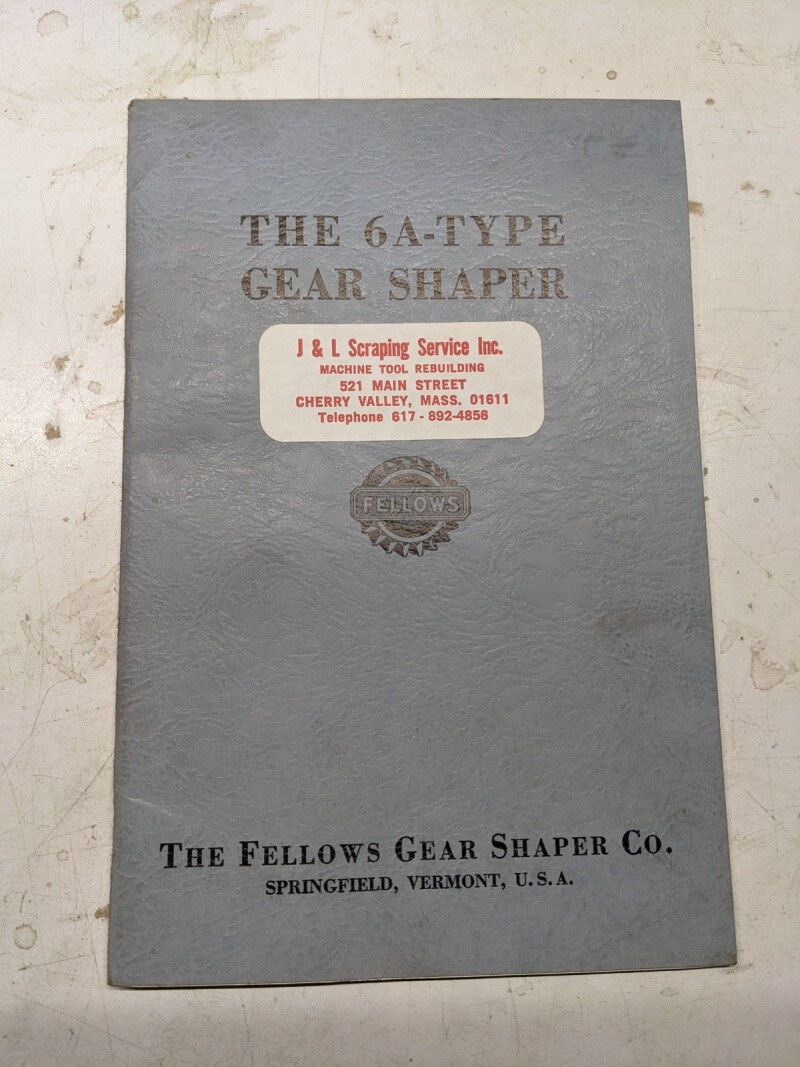 THE 6A-TYPE
GEAR SHAPER
J & L Scraping Service Inc.
MACHINE TOOL REBUILDING
521 MAIN STREET
CHERRY VALLEY, MASS. 01611
Telephone 617 - 892-4856
FELLOWS
THE FELLOWS GEAR SHAPER CO.
SPRINGFIELD, VERMONT, U.S.A.